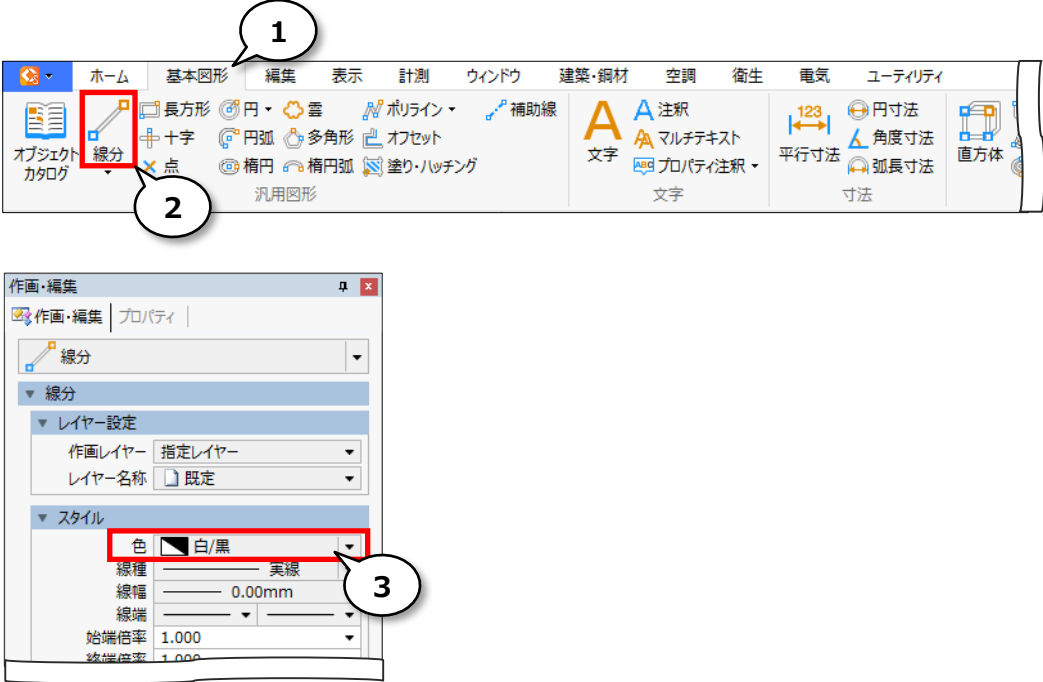 1
ホーム 基本図形 編集 表示 計測 ウィンドウ 建築・鋼材 空調 衛生 電気 ユーティリティ
オブジェクト
カタログ
線分
長方形 円 雲 ポリライン 補助線
十字 円弧 多角形 オフセット
点 楕円 楕円弧 塗り・ハッチング
汎用図形
A
文字
注釈
マルチテキスト
ABC プロパティ注釈
文字
123
平行寸法
円寸法
角度寸法
弧長寸法
寸法
直方体
2
作画・編集
作画・編集 プロパティ
線分
線分
レイヤー設定
作画レイヤー 指定レイヤー
レイヤー名称 既定
スタイル
色 白/黒
線種 実線
線幅 0.00mm
線端
始端倍率 1.000
終端倍率 1.000
3